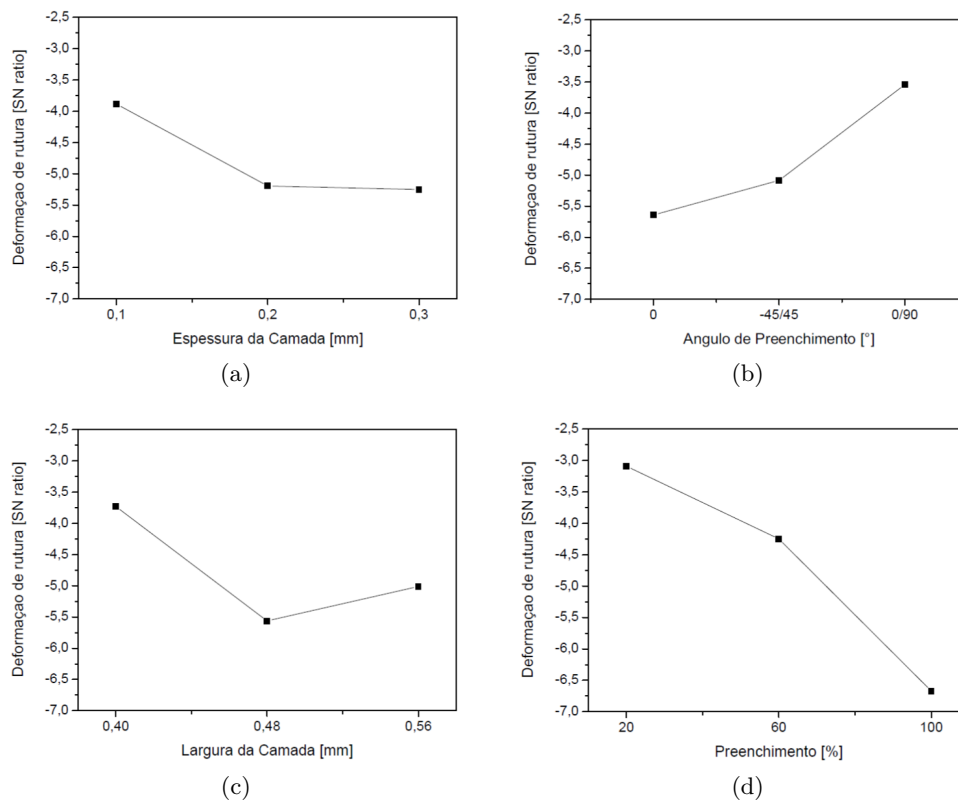 Deformaçao de rutura [SN ratio]
-2,5
-3,0
-3,5
-4,0
-4,5
-5,0
-5,5
-6,0
-6,5
-7,0
0,1 0,2 0,3
Espessura da Camada [mm]
(a)
Deformaçao de rutura [SN ratio]
-2,5
-3,0
-3,5
-4,0
-4,5
-5,0
-5,5
-6,0
-6,5
-7,0
0 -45/45 0/90
Angulo de Preenchimento [°]
(b)
Deformaçao de rutura [SN ratio]
-2,5
-3,0
-3,5
-4,0
-4,5
-5,0
-5,5
-6,0
-6,5
-7,0
0,40 0,48 0,56
Largura da Camada [mm]
(c)
Deformaçao de rutura [SN ratio]
-2,5
-3,0
-3,5
-4,0
-4,5
-5,0
-5,5
-6,0
-6,5
-7,0
20 60 100
Preenchimento [%]
(d)